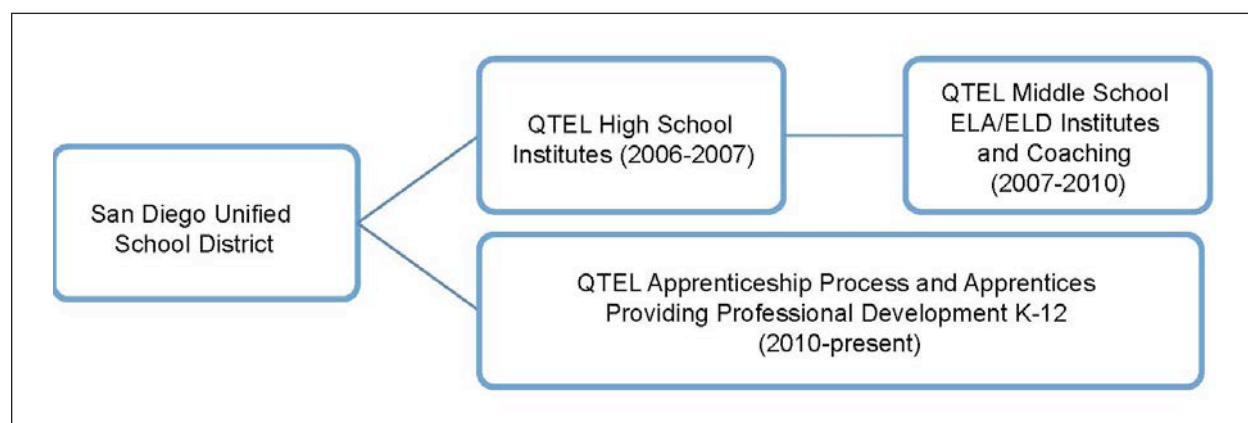 San Diego Unified
School District
QTEL High School
Institutes (2006-2007)
QTEL Middle School
ELA/ELD Institutes
and Coaching
(2007-2010)
QTEL Apprenticeship Process and Apprentices
Providing Professional Development K-12
(2010-present)